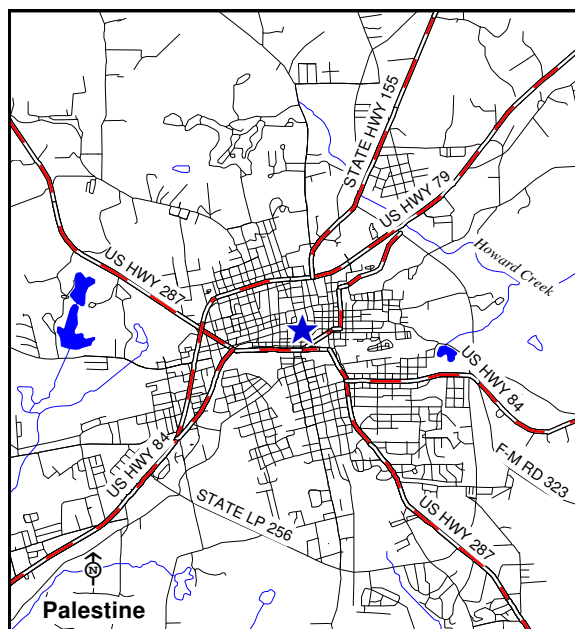 STATE HWY 155
US HWY 79
Howard Creek
US HWY 287
US HWY 84
F-M RD 323
US HWY 84
STATE LP 256
US HWY 287
N
Palestine